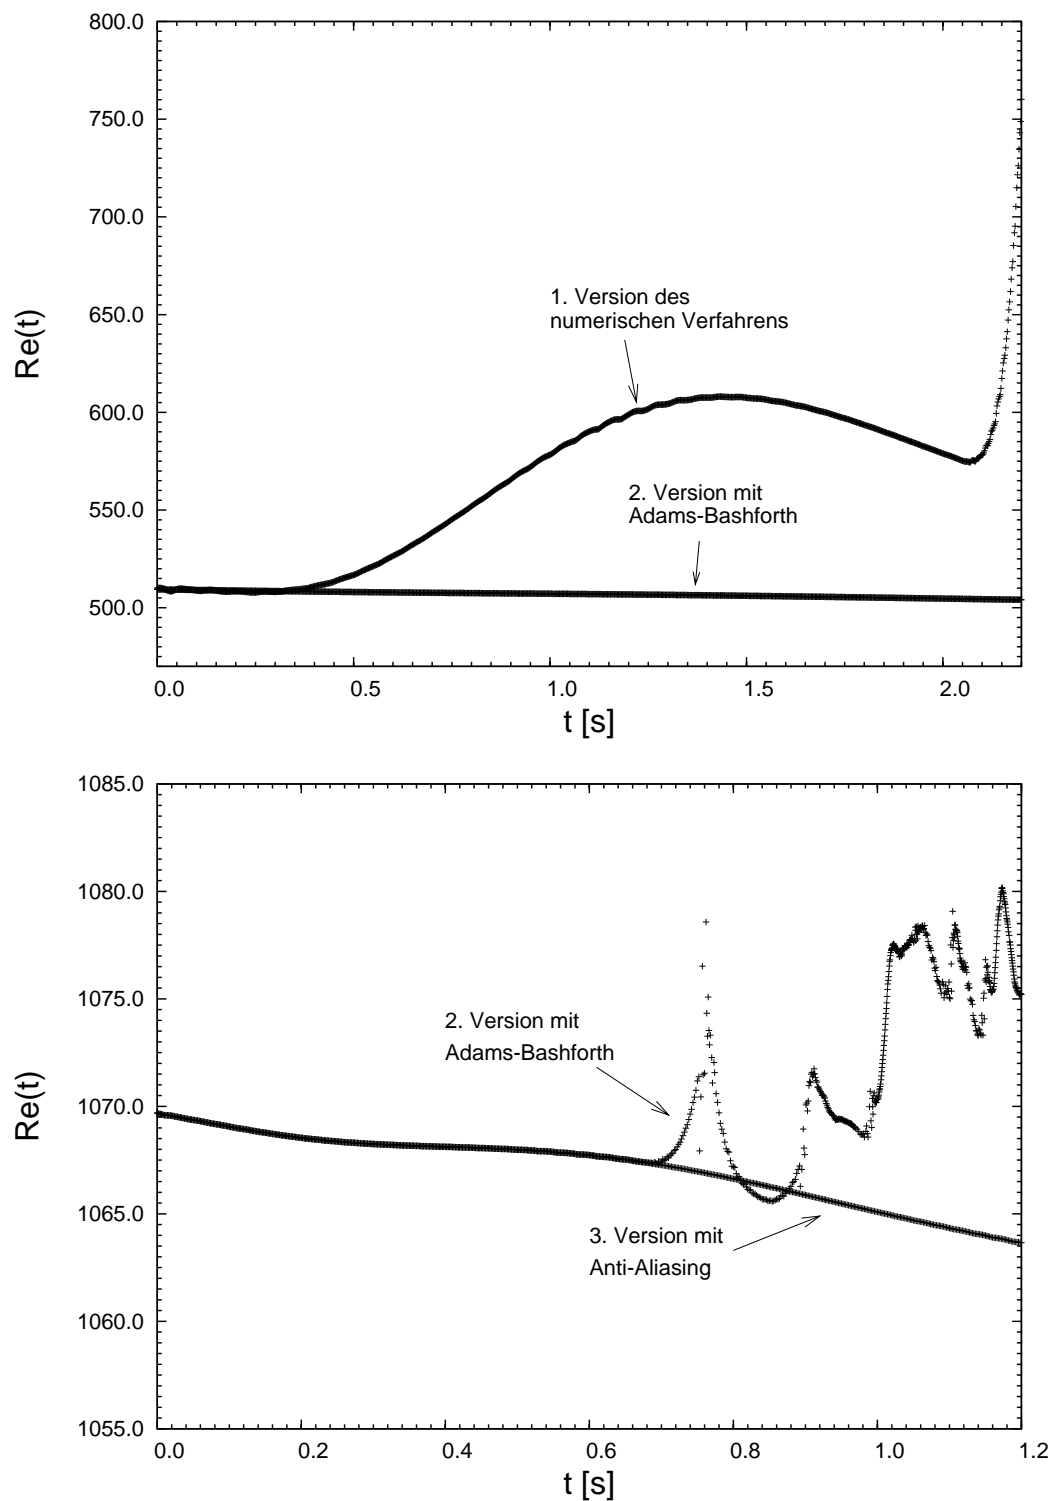 800.0
750.0
700.0
650.0
600.0
550.0
500.0
Re(t)
1. Version des
numerischen Verfahrens
2. Version mit
Adams-Bashforth
0.0 0.5 1.0 1.5 2.0
t [s]
1085.0
1080.0
1075.0
1070.0
1065.0
1060.0
1055.0
Re(t)
2. Version mit
Adams-Bashforth
3. Version mit
Anti-Aliasing
0.0 0.2 0.4 0.6 0.8 1.0 1.2
t [s]